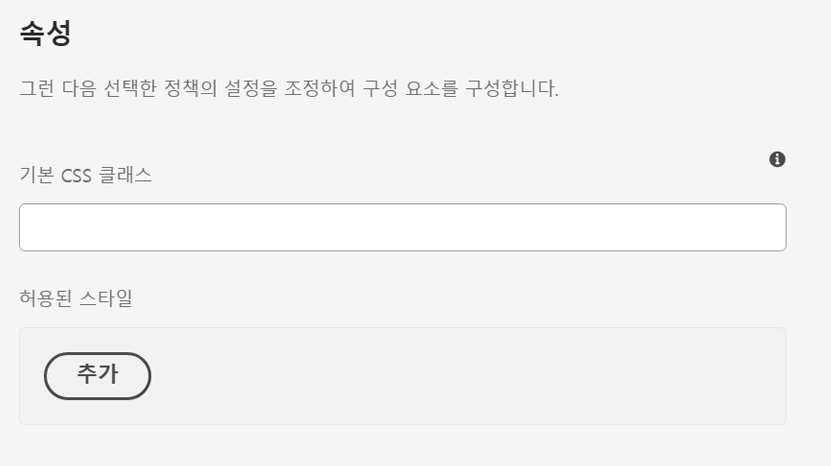 속성
그런 다음 선택한 정책의 설정을 조정하여 구성 요소를 구성합니다.
기본 CSS 클래스
허용된 스타일
추가